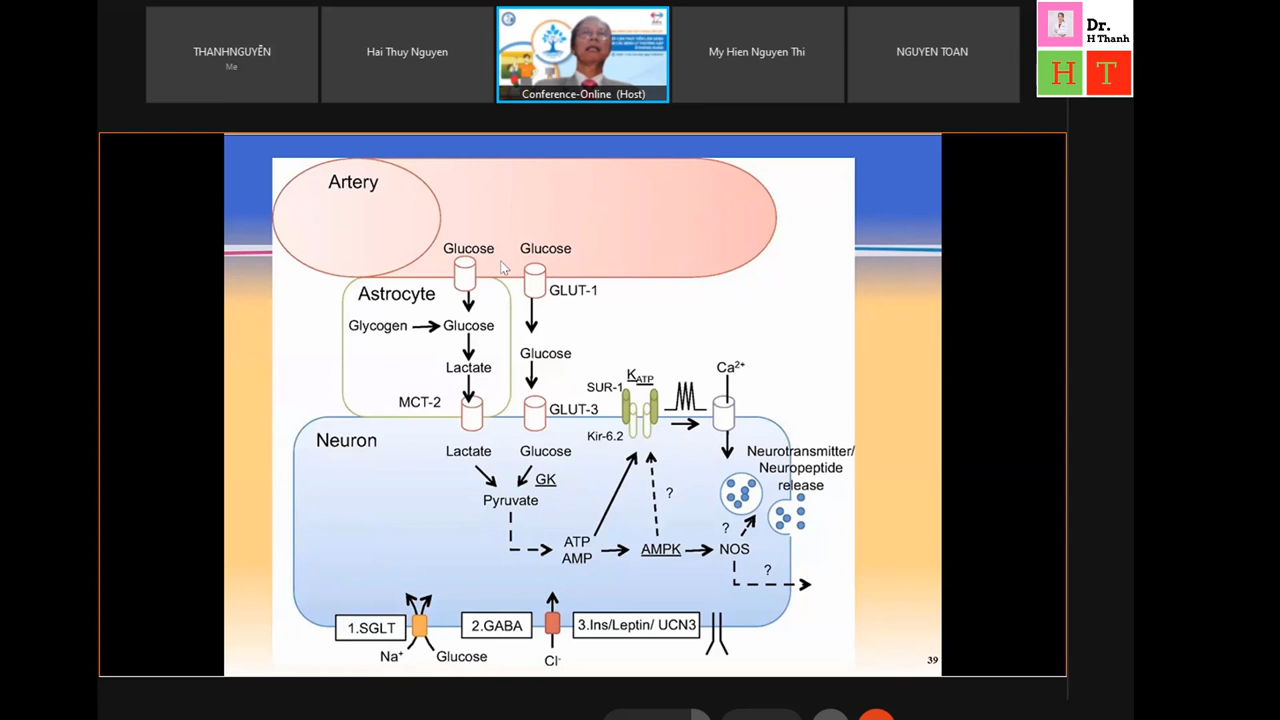 THANHNGUYỄN
Me
Hai Thuy Nguyen
Conference-Online (Host)
My Hien Nguyen Thi
NGUYEN TOAN
Dr.
H Thanh
H T
Artery
Glucose Glucose
GLUT-1
Astrocyte
Glycogen Glucose
Glucose
Lactate
MCT-2
GLUT-3
SUR-1
KATP
Kir-6.2
Ca2+
Neuron
Lactate Glucose
GK
Pyruvate
Neurotransmitter/
Neuropeptide
release
?
?
ATP
AMP
AMPK
NOS
?
1.SGLT
2.GABA
3.Ins/Leptin/ UCN3
Na+
Glucose
Cl-
39